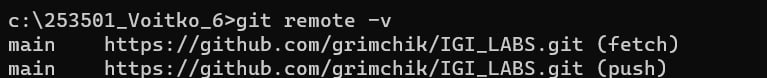 c:\253501_Voitko_6>git remote -v
main    https://github.com/grimchik/IGI_LABS.git (fetch)
main    https://github.com/grimchik/IGI_LABS.git (push)